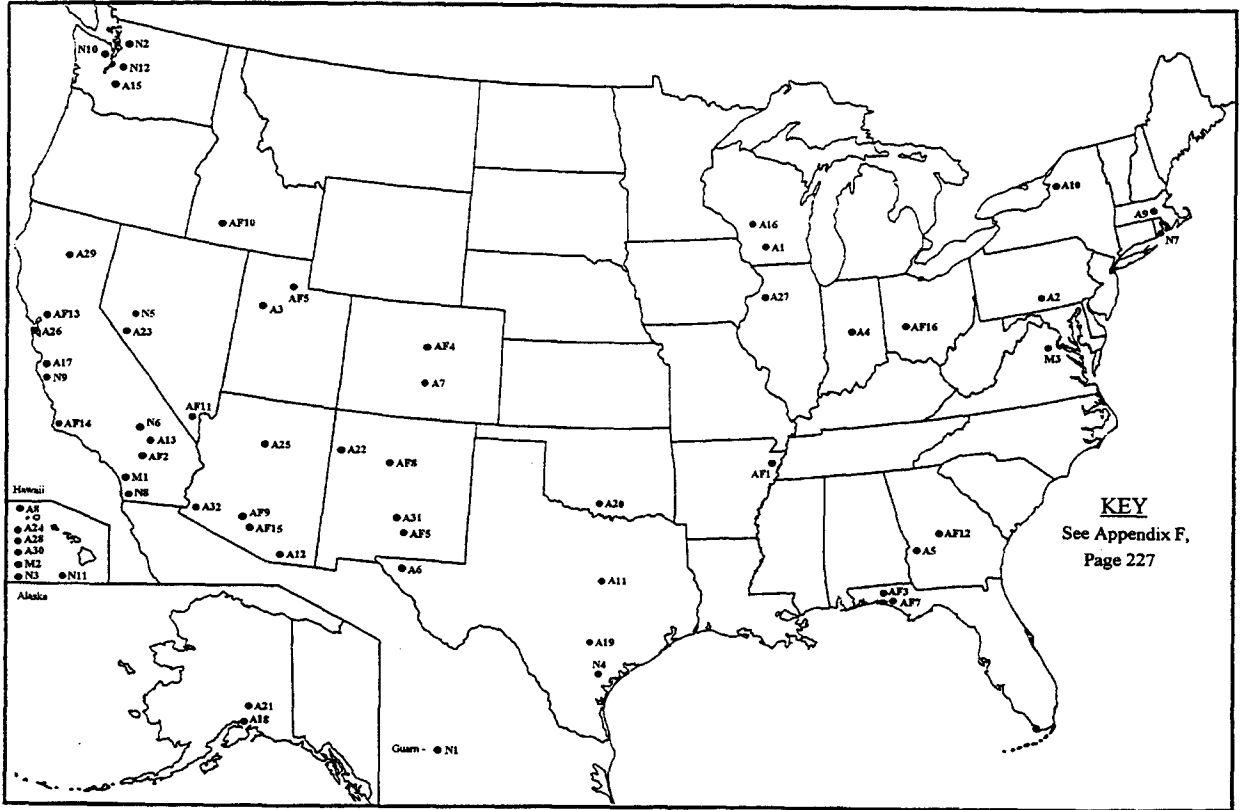 N2
N10
N12
A15
AF10
A29
AF5
A3
AF13
A26
N5
A23
A17
N9
AF4
A7
AF14
AF11
N6
A13
AF2
M1
N8
A25
A22
AF8
A32
AF9
AF15
A12
A31
AF5
A6
A20
A11
A19
N4
A16
A1
A27
A4
AF16
A10
A9
N7
A2
M3
AF1
AF12
A5
AF3
AF7
KEY
See Appendix F,
Page 227
Hawaii
A8
A24
A28
A30
M2
N3
N11
Alaska
A21
A18
Guam - N1